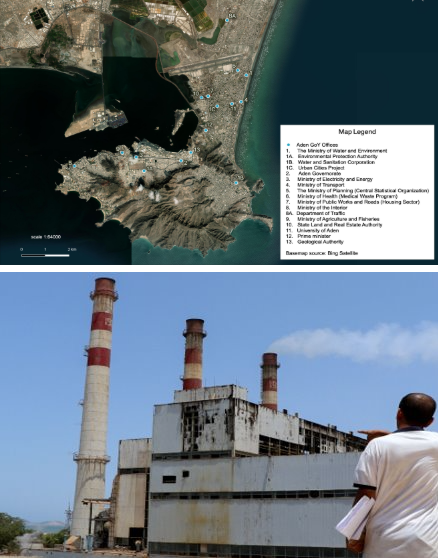 8A
Map Legend
Aden GoY Offices
1. The Ministry of Water and Environment
1A. Environmental Protection Authority
1B. Water and Sanitation Corporation
1C. Urban Cities Project
2. Aden Governorate
3. Ministry of Electricity and Energy
4. Ministry of Transport
5. The Ministry of Planning (Central Statistical Organization)
6. Ministry of Health (Medical Waste Program)
7. Ministry of Public Works and Roads (Housing Sector)
8. Ministry of the Interior
8A. Department of Traffic
9. Ministry of Agriculture and Fisheries
10. State Land and Real Estate Authority
11. University of Aden
12. Prime minister
13. Geological Authority
Basemap source: Bing Satellite
scale 1:64000